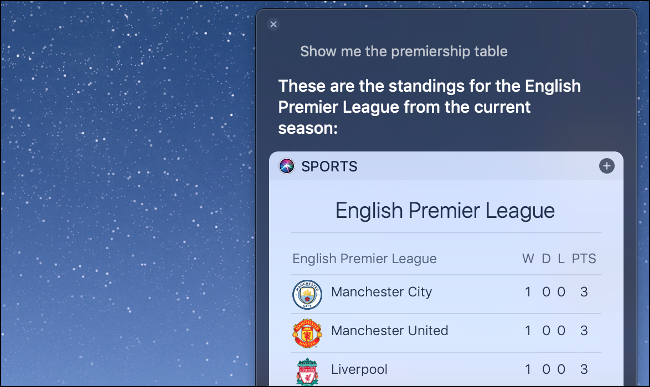 Show me the premiership table
These are the standings for the English
Premier League from the current
season:
SPORTS
English Premier League
English Premier League W D L PTS
Manchester City 1 0 0 3
Manchester United 1 0 0 3
Liverpool 1 0 0 3